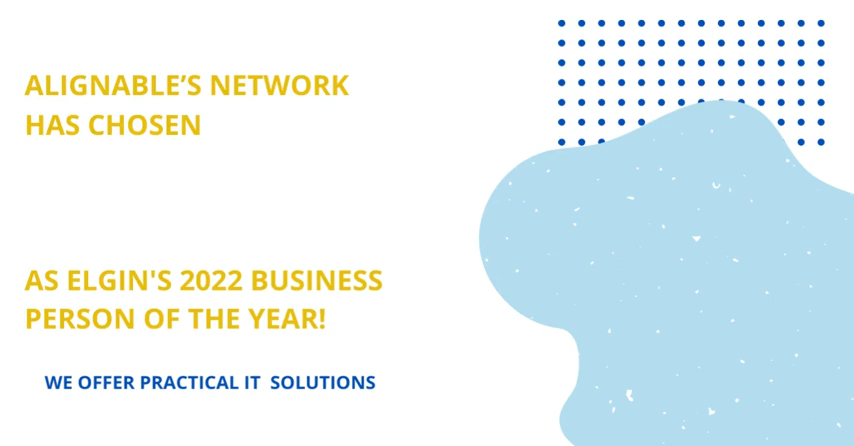 ALIGNABLE’S NETWORK
HAS CHOSEN
AS ELGIN'S 2022 BUSINESS
PERSON OF THE YEAR!
WE OFFER PRACTICAL IT  SOLUTIONS